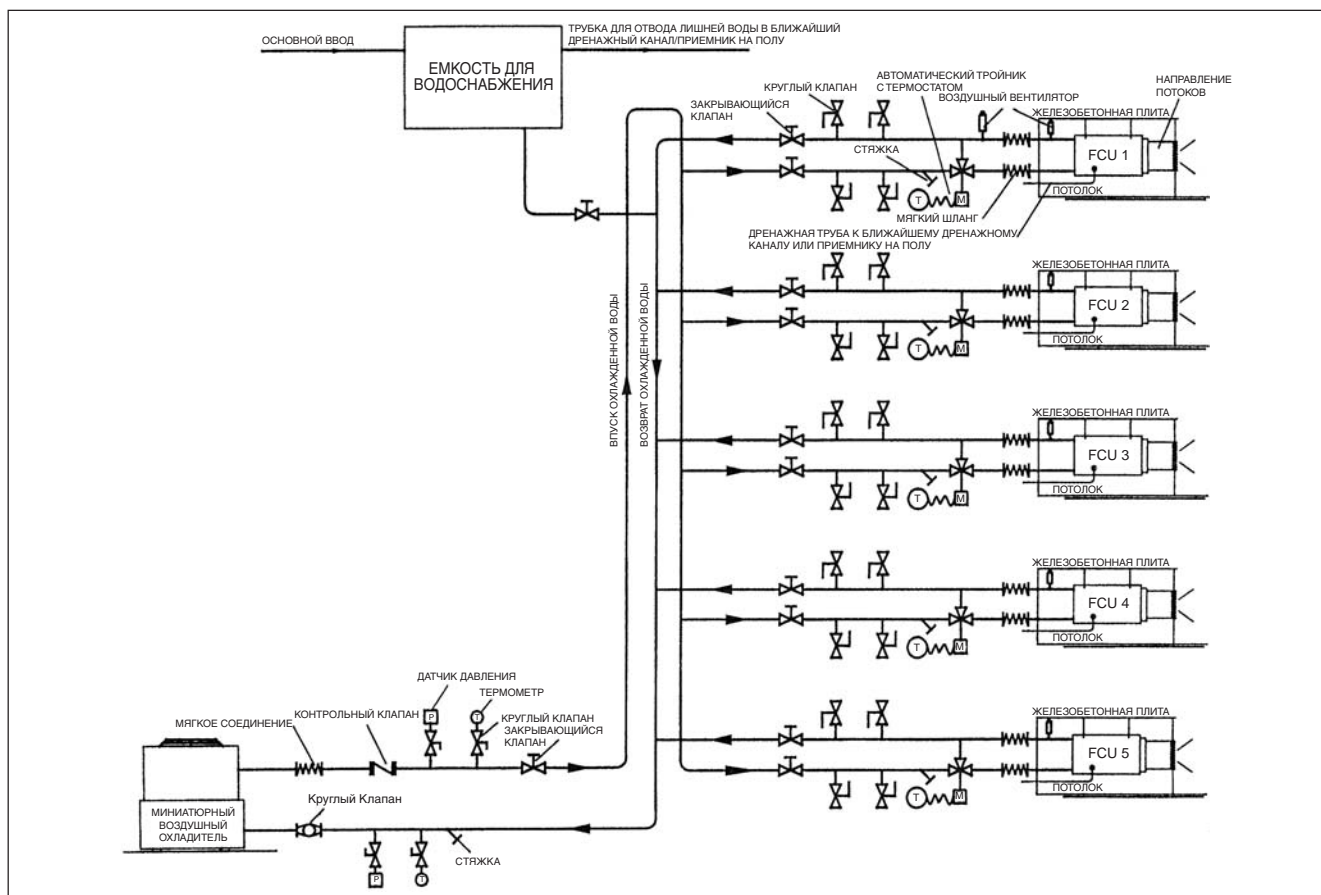 ТРУБКА ДЛЯ ОТВОДА ЛИШНЕЙ ВОДЫ В БЛИЖАЙШИЙ
ДРЕНАЖНЫЙ КАНАЛ/ПРИЕМНИК НА ПОЛУ
ОСНОВНОЙ ВВОД
ЕМКОСТЬ ДЛЯ
ВОДОСНАБЖЕНИЯ
АВТОМАТИЧЕСКИЙ ТРОЙНИК
С ТЕРМОСТАТОМ
НАПРАВЛЕНИЕ
ПОТОКОВ
КРУГЛЫЙ КЛАПАН
ВОЗДУШНЫЙ ВЕНТИЛЯТОР
ЗАКРЫВАЮЩИЙСЯ
КЛАПАН
ЖЕЛЕЗОБЕТОННАЯ ПЛИТА
СТЯЖКА
FCU 1
T
M
ПОТОЛОК
МЯГКИЙ ШЛАНГ
ДРЕНАЖНАЯ ТРУБА К БЛИЖАЙШЕМУ ДРЕНАЖНОМУ
КАНАЛУ ИЛИ ПРИЕМНИКУ НА ПОЛУ
ЖЕЛЕЗОБЕТОННАЯ ПЛИТА
FCU 2
T
M
ПОТОЛОК
ВПУСК ОХЛАЖДЕННОЙ ВОДЫ
ВОЗВРАТ ОХЛАЖДЕННОЙ ВОДЫ
ЖЕЛЕЗОБЕТОННАЯ ПЛИТА
FCU 3
T
M
ПОТОЛОК
ЖЕЛЕЗОБЕТОННАЯ ПЛИТА
FCU 4
T
M
ПОТОЛОК
ЖЕЛЕЗОБЕТОННАЯ ПЛИТА
FCU 5
T
M
ПОТОЛОК
ДАТЧИК ДАВЛЕНИЯ
ТЕРМОМЕТР
P
T
МЯГКОЕ СОЕДИНЕНИЕ
КОНТРОЛЬНЫЙ КЛАПАН
КРУГЛЫЙ КЛАПАН
ЗАКРЫВАЮЩИЙСЯ
КЛАПАН
Круглый Клапан
МИНИАТЮРНЫЙ
ВОЗДУШНЫЙ
ОХЛАДИТЕЛЬ
СТЯЖКА
P
T